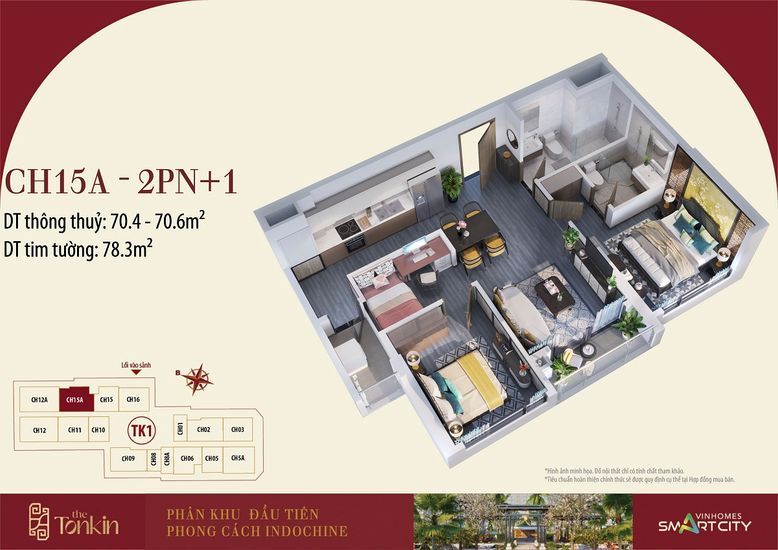 CH15A - 2PN+1
DT thông thuỷ: 70.4 - 70.6m²
DT tim tường: 78.3m²
Lối vào sảnh
B
CH12A
CH15A
CH15
CH16
CH12
CH11
CH10
TK1
CH01
CH02
CH03
CH09
CH08
CH8A
CH06
CH05
CH5A
*Hình ảnh minh họa. Đồ nội thất chỉ có tính chất tham khảo.
*Tiêu chuẩn hoàn thiện chính thức sẽ được quy định cụ thể tại Hợp đồng mua bán.
the
Tonkin
PHÂN KHU ĐẦU TIÊN
PHONG CÁCH INDOCHINE
VINHOMES
SMARTCITY